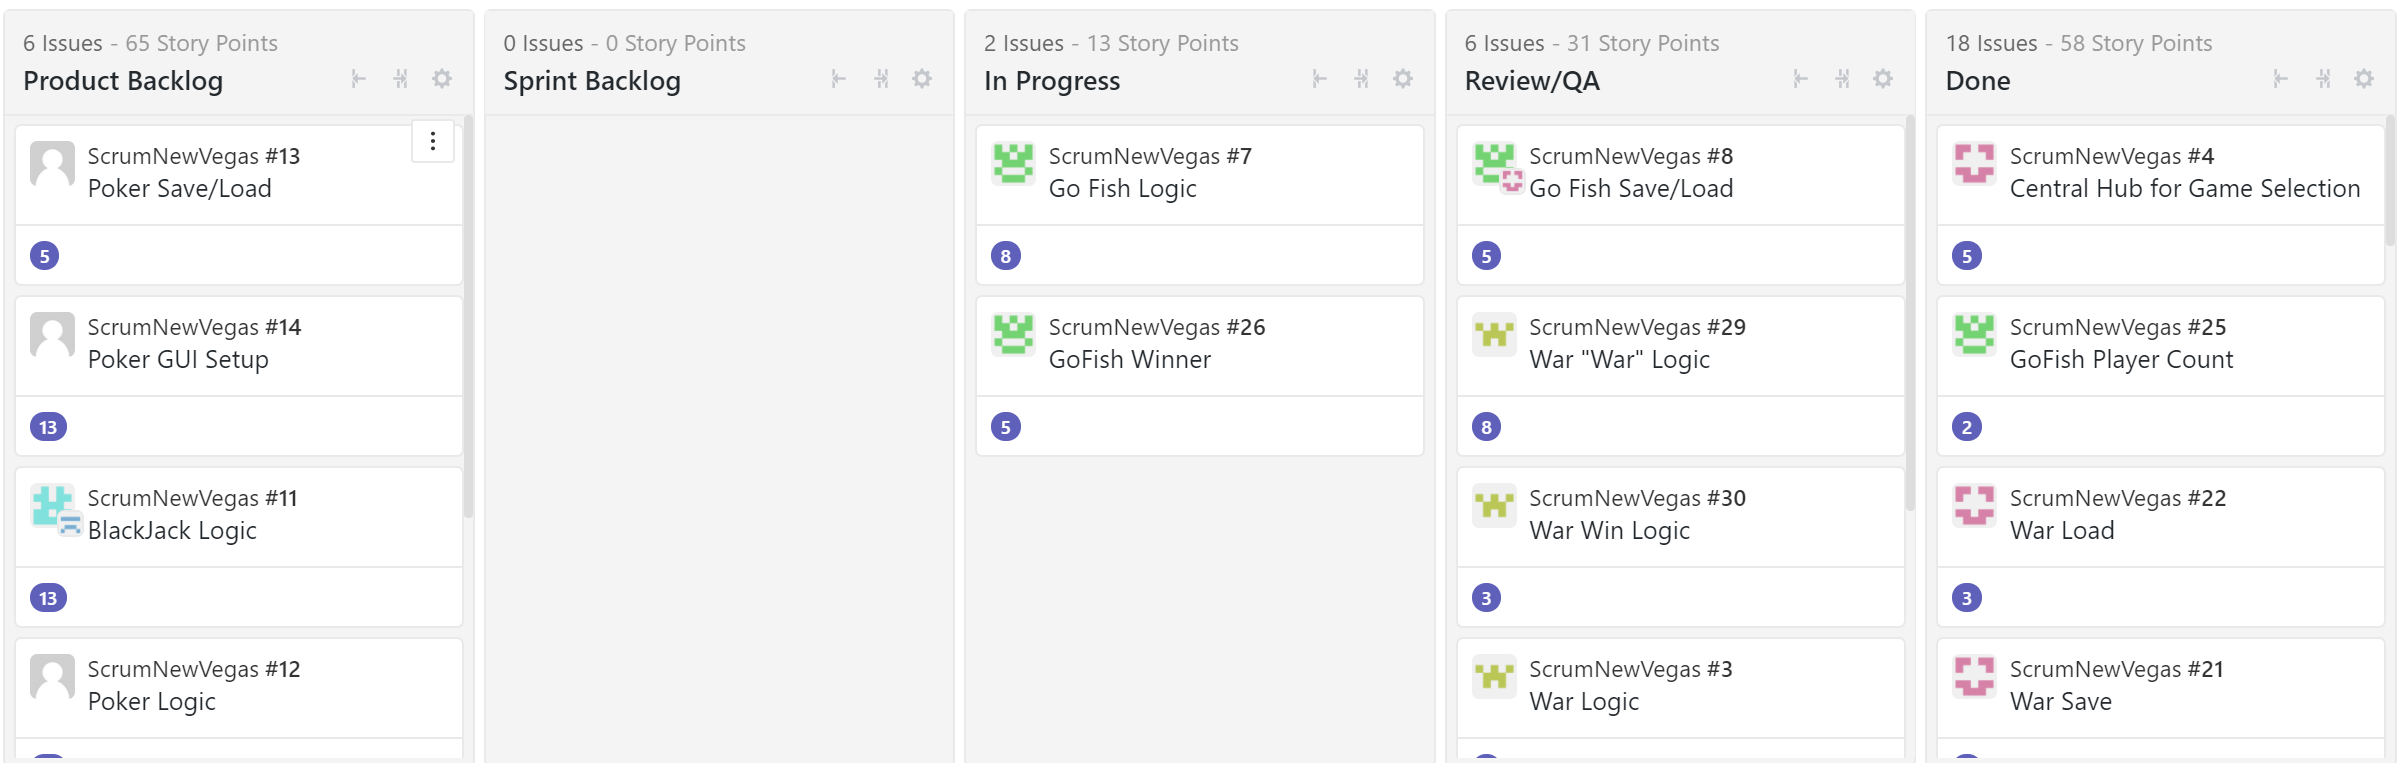 6 Issues - 65 Story Points
Product Backlog
ScrumNewVegas #13
Poker Save/Load
5
ScrumNewVegas #14
Poker GUI Setup
13
ScrumNewVegas #11
BlackJack Logic
13
ScrumNewVegas #12
Poker Logic
0 Issues - 0 Story Points
Sprint Backlog
2 Issues - 13 Story Points
In Progress
ScrumNewVegas #7
Go Fish Logic
8
ScrumNewVegas #26
GoFish Winner
5
6 Issues - 31 Story Points
Review/QA
ScrumNewVegas #8
Go Fish Save/Load
5
ScrumNewVegas #29
War "War" Logic
8
ScrumNewVegas #30
War Win Logic
3
ScrumNewVegas #3
War Logic
18 Issues - 58 Story Points
Done
ScrumNewVegas #4
Central Hub for Game Selection
5
ScrumNewVegas #25
GoFish Player Count
2
ScrumNewVegas #22
War Load
3
ScrumNewVegas #21
War Save